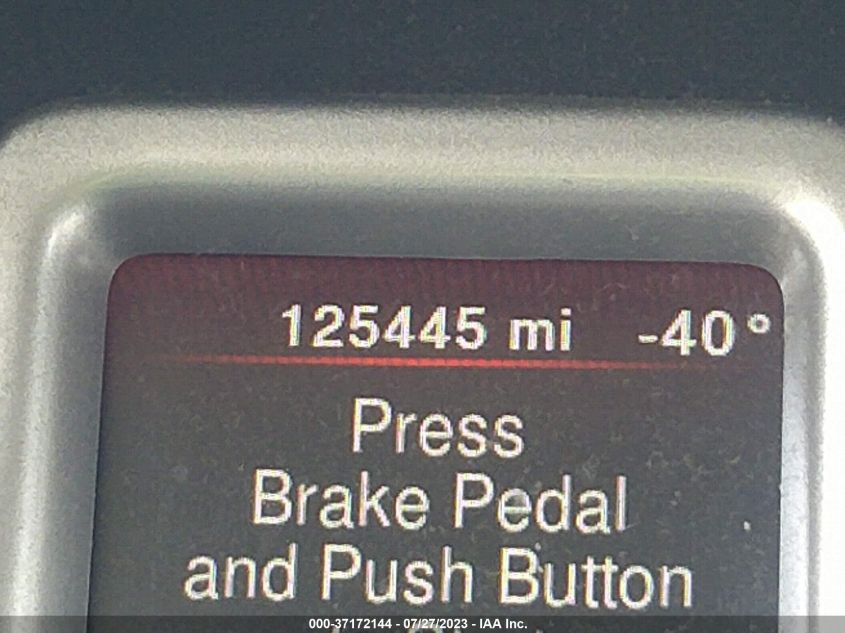 125445 mi -40°
Press
Brake Pedal
and Push Button
000-37172144 - 07/27/2023 - IAA Inc.